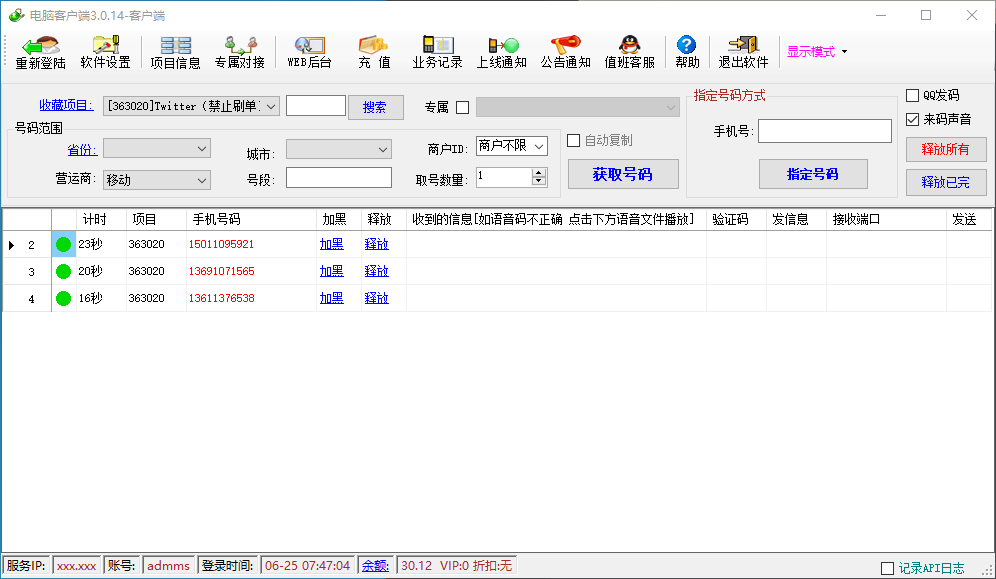 电脑客户端3.0.14-客户端
重新登陆 软件设置 项目信息 专属对接 WEB后台 充 值 业务记录 上线通知 公告通知 值班客服 帮助 退出软件 显示模式
收藏项目: [363020]Twitter（禁止刷单 搜索 专属
指定号码方式
QQ发码
来码声音
号码范围
省份: 城市: 商户ID: 商户不限 自动复制
手机号:
释放所有
营运商: 移动 号段: 取号数量: 1 获取号码 指定号码 释放已完
计时 项目 手机号码 加黑 释放 收到的信息[如语音码不正确 点击下方语音文件播放] 验证码 发信息 接收端口 发送
2 23秒 363020 15011095921 加黑 释放
3 20秒 363020 13691071565 加黑 释放
4 16秒 363020 13611376538 加黑 释放
服务IP: xxx.xxx 账号: admms 登录时间: 06-25 07:47:04 余额: 30.12 VIP:0 折扣:无 记录API日志